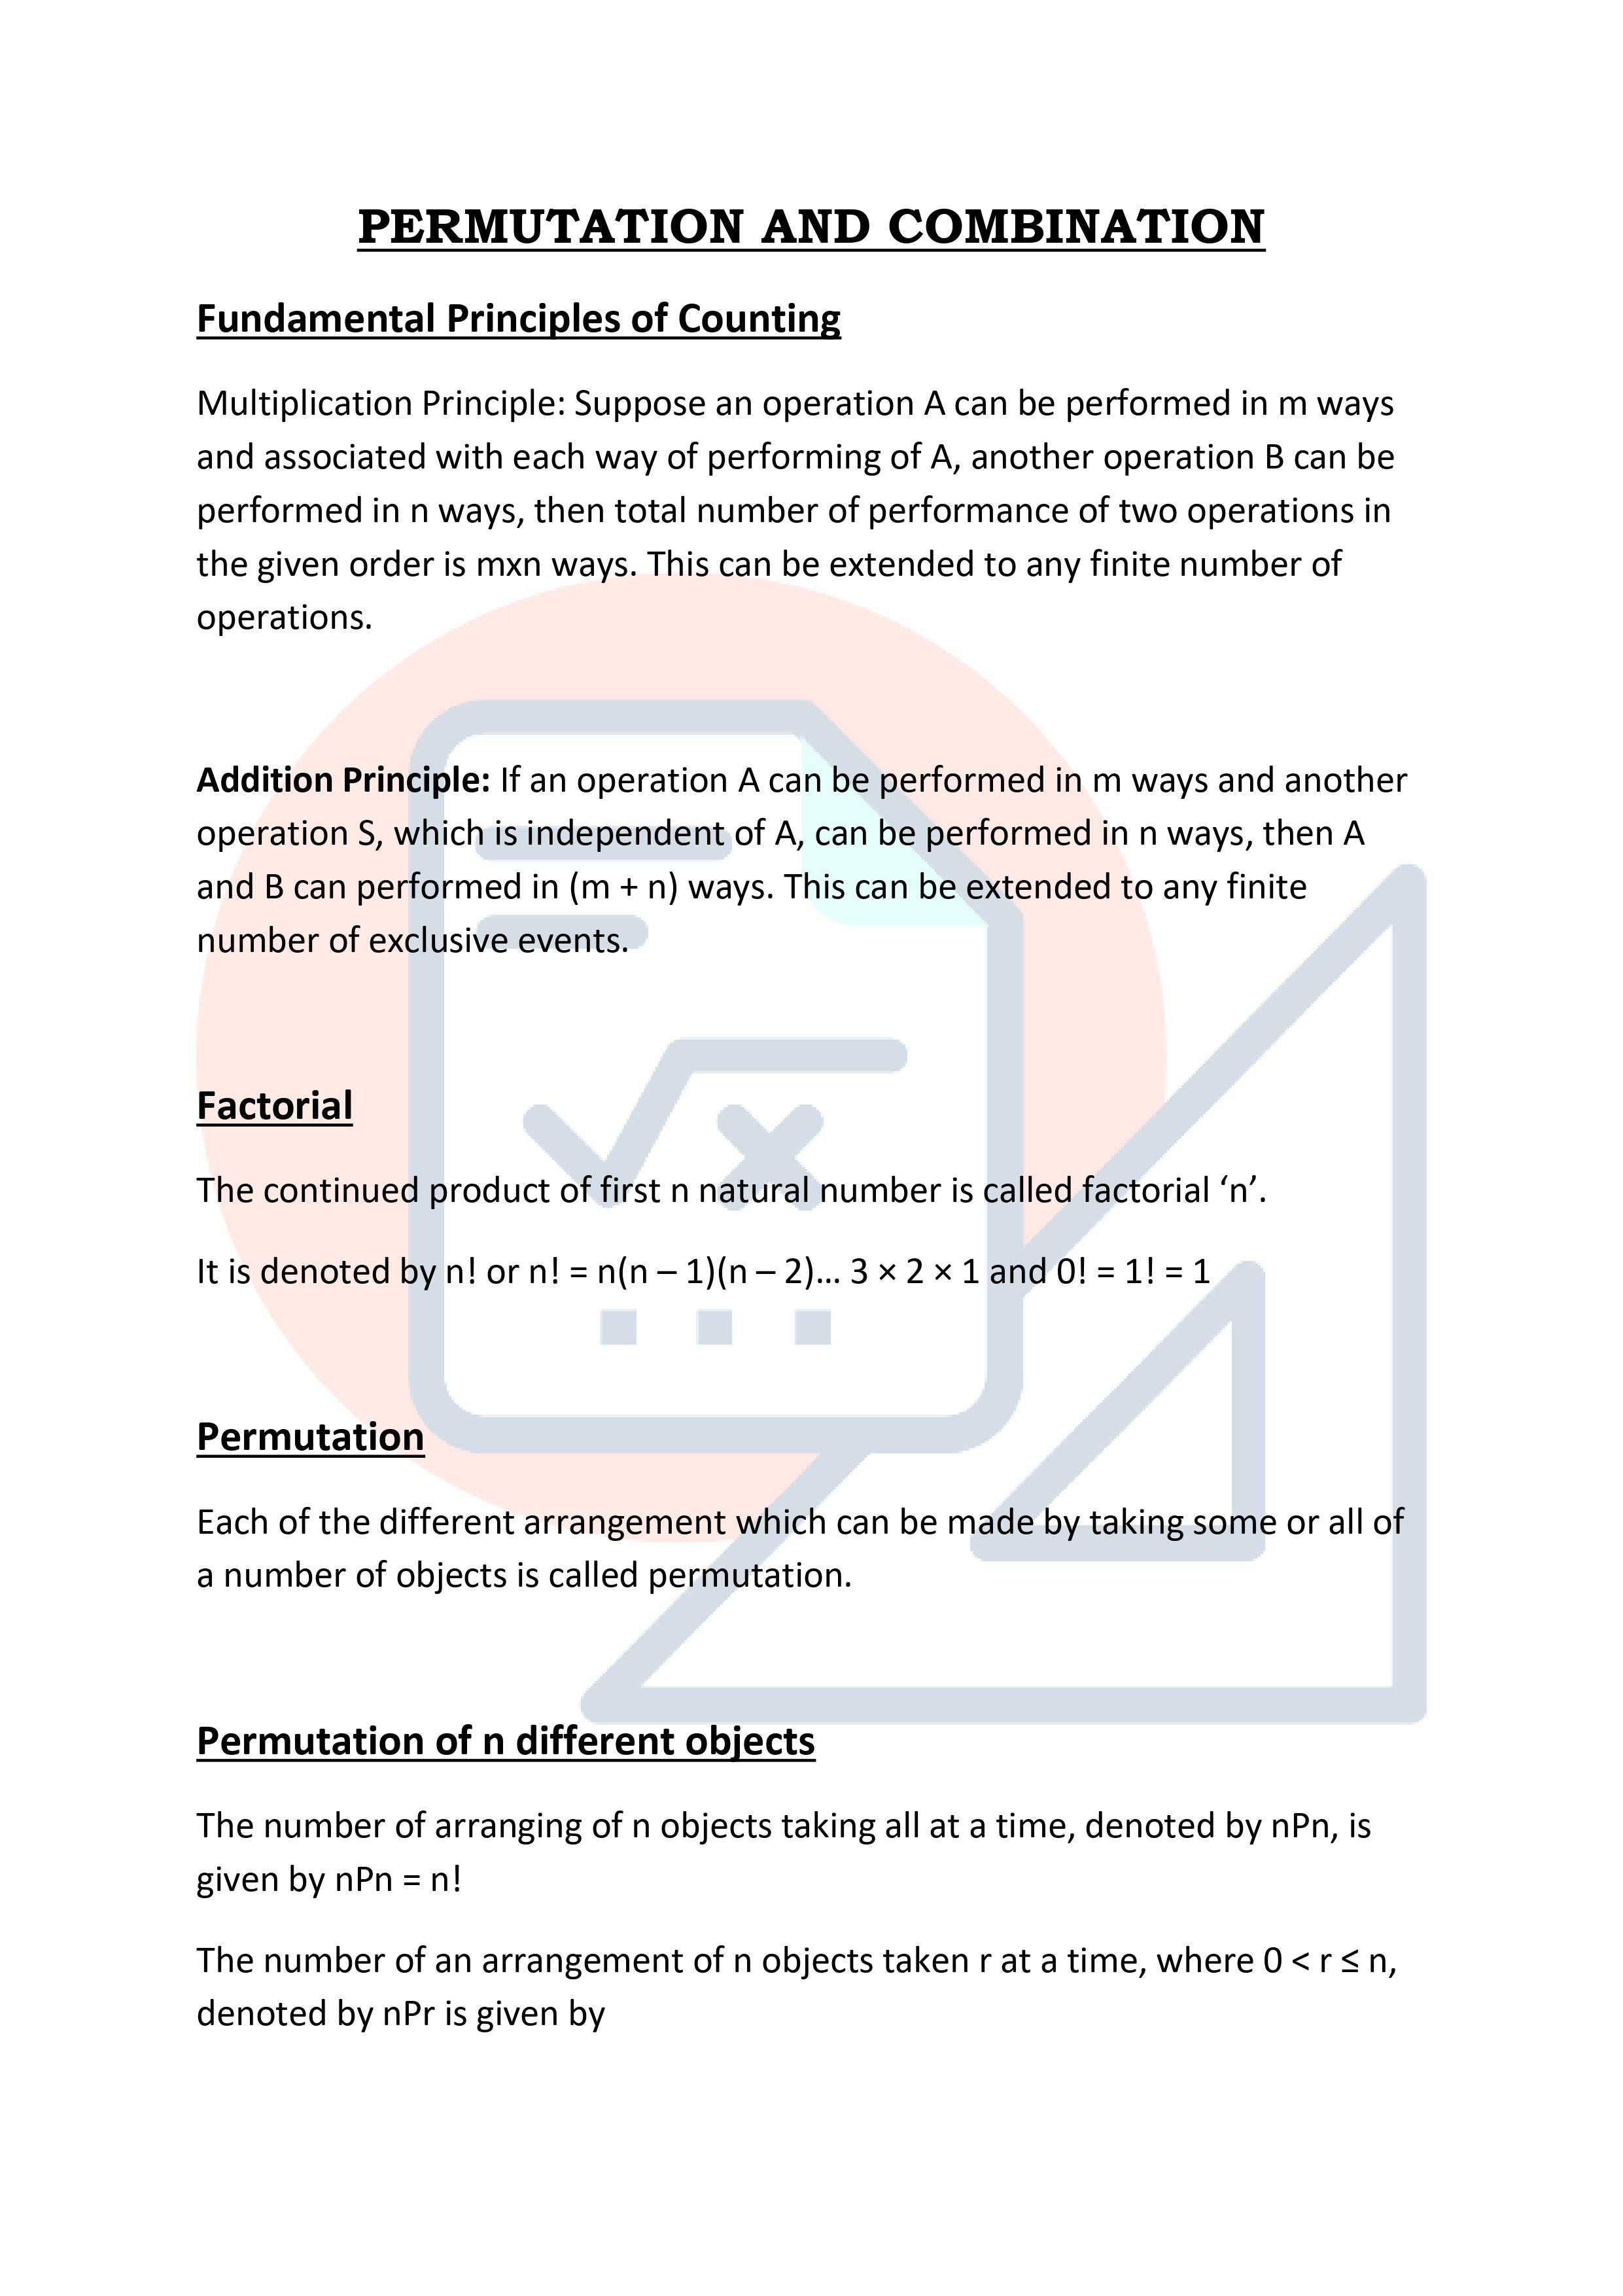 PERMUTATION AND COMBINATION
Fundamental Principles of Counting
Multiplication Principle: Suppose an operation A can be performed in m ways
and associated with each way of performing of A, another operation B can be
performed in n ways, then total number of performance of two operations in
the given order is mxn ways. This can be extended to any finite number of
operations.
Addition Principle: If an operation A can be performed in m ways and another
operation S, which is independent of A, can be performed in n ways, then A
and B can performed in (m + n) ways. This can be extended to any finite
number of exclusive events.
Factorial
The continued product of first n natural number is called factorial ‘n’.
It is denoted by n! or n! = n(n – 1)(n – 2)… 3 × 2 × 1 and 0! = 1! = 1
Permutation
Each of the different arrangement which can be made by taking some or all of
a number of objects is called permutation.
Permutation of n different objects
The number of arranging of n objects taking all at a time, denoted by nPn, is
given by nPn = n!
The number of an arrangement of n objects taken r at a time, where 0 < r ≤ n,
denoted by nPr is given by